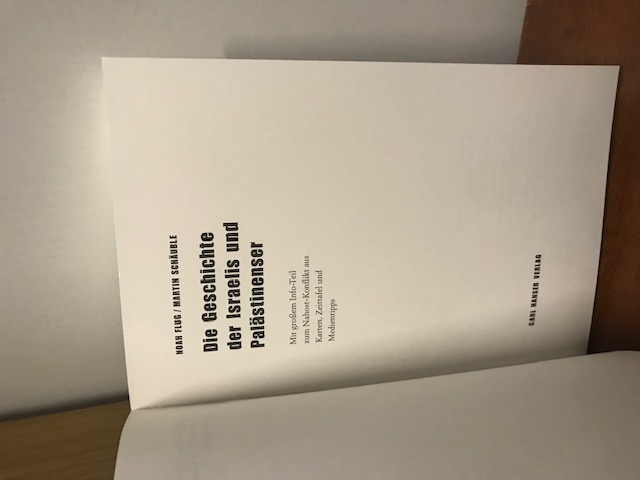 NOAH FLUG / MARTIN SCHÄUBLE
Die Geschichte
der Israelis und
Palästinenser
Mit großem Info-Teil
zum Nahost-Konflikt aus
Karten, Zeittafel und
Medientipps
CARL HANSER VERLAG